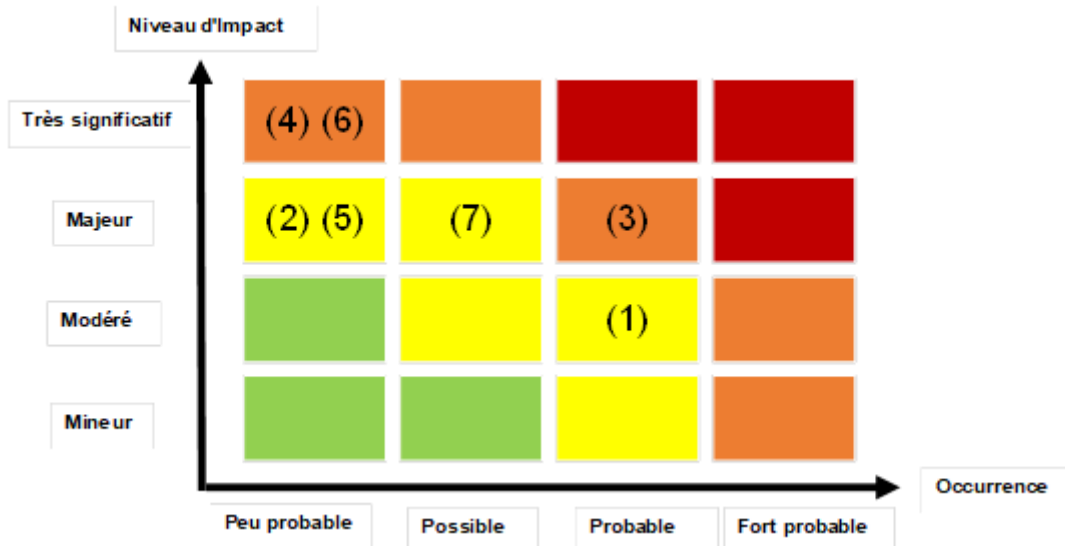 Niveau d'Impact
Très significatif
(4) (6)
Majeur
(2) (5)
(7)
(3)
Modéré
(1)
Mineur
Occurrence
Peu probable
Possible
Probable
Fort probable